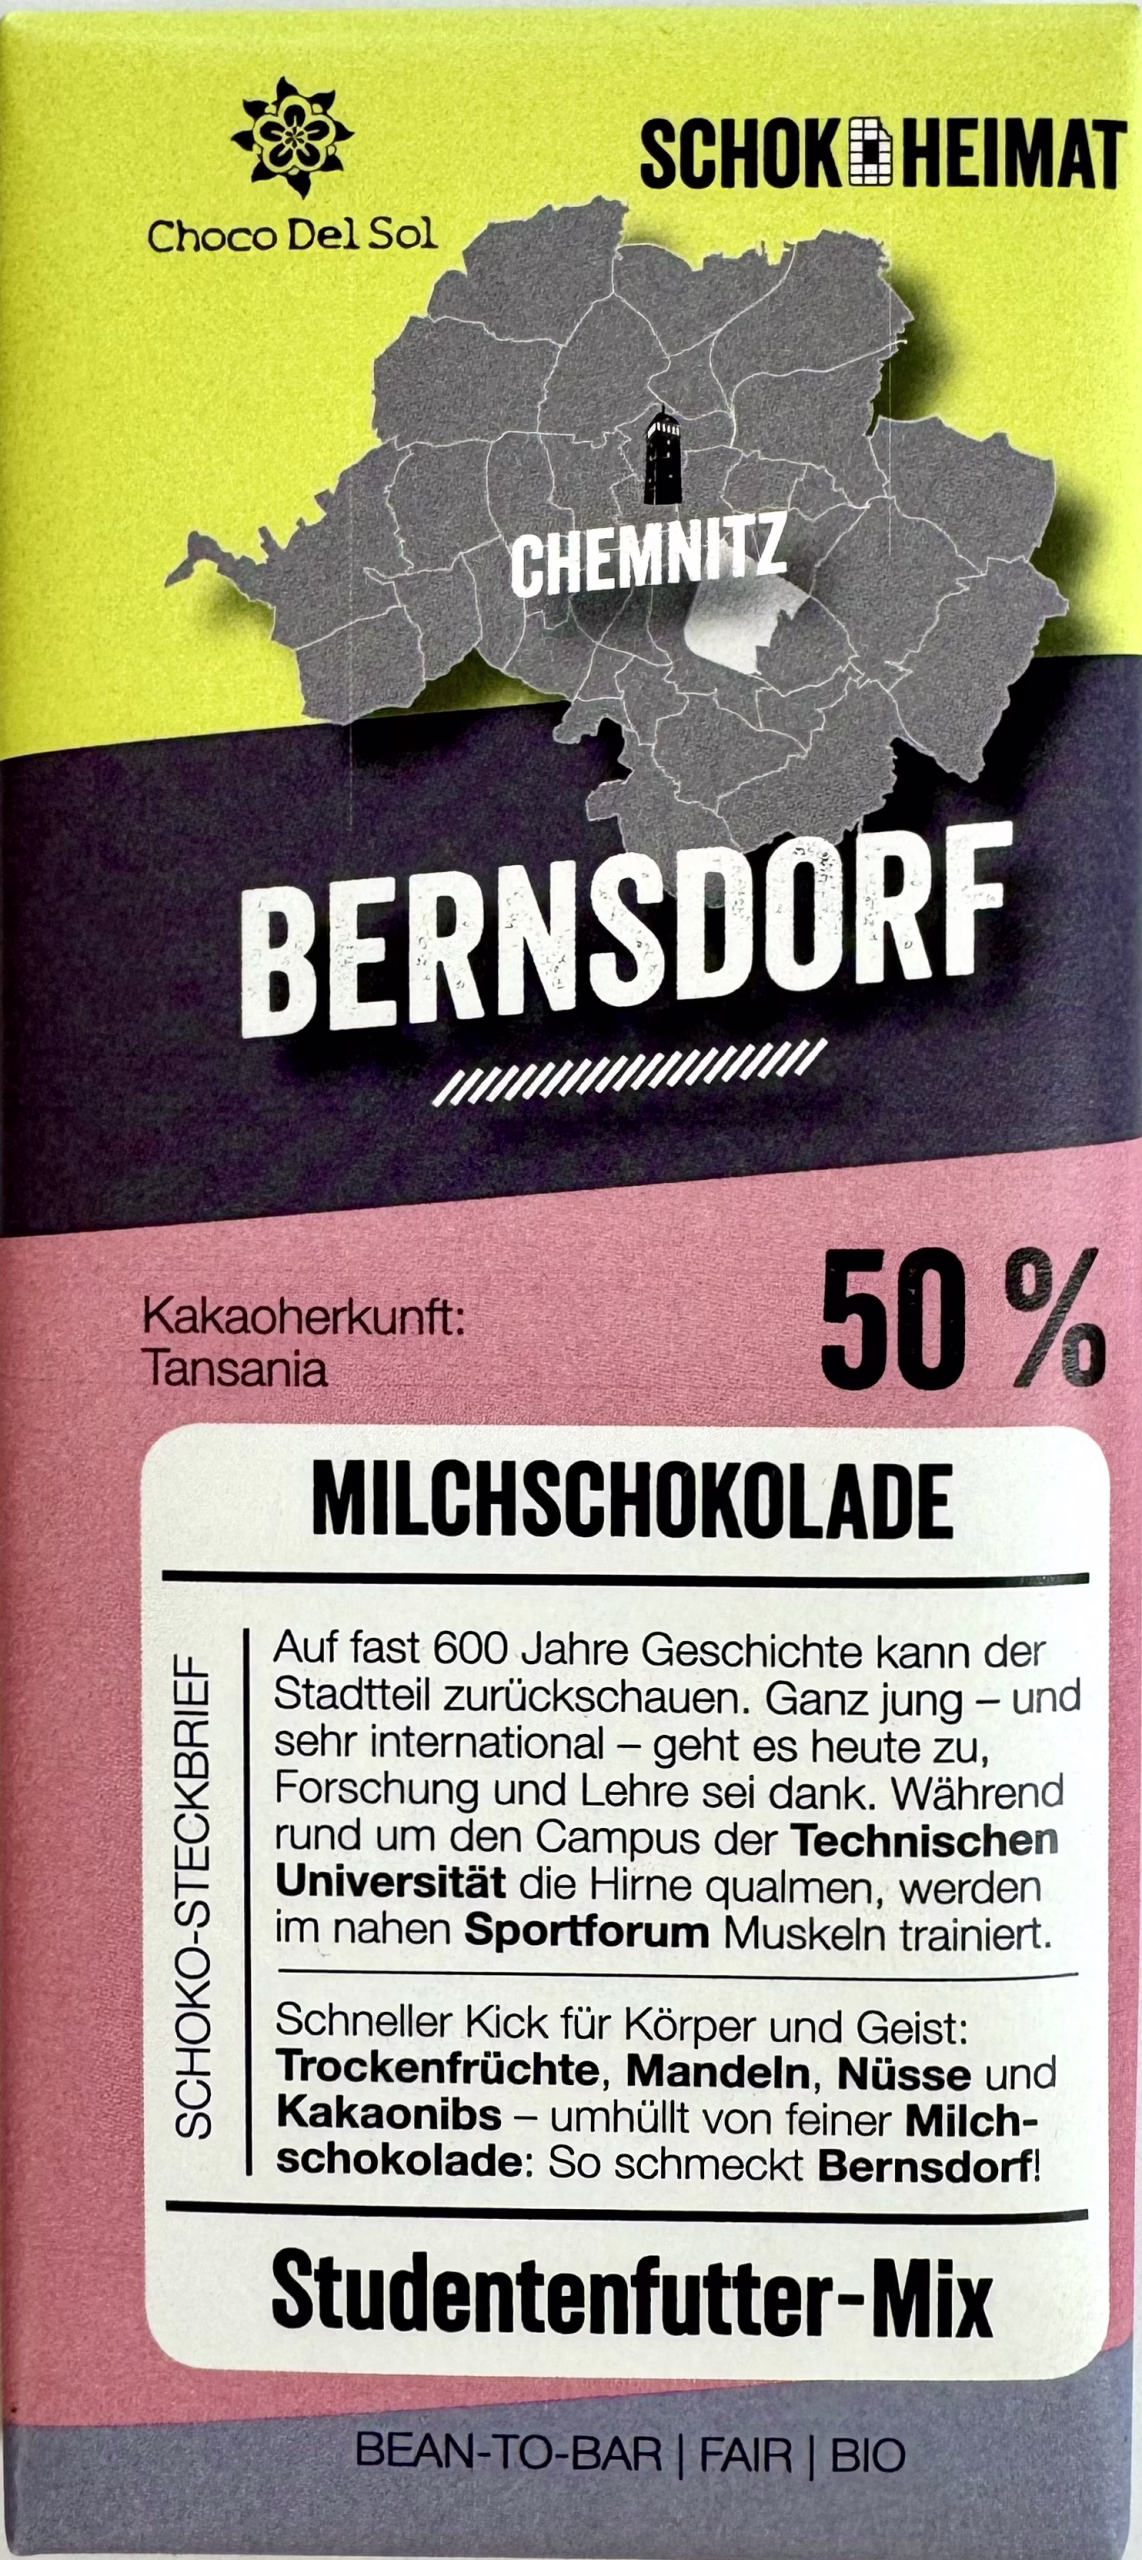 Choco Del Sol
SCHOKOHEIMAT
CHEMNITZ
BERNSDORF
Kakaoherkunft:
Tansania
50 %
MILCHSCHOKOLADE
SCHOKO-STECKBRIEF
Auf fast 600 Jahre Geschichte kann der
Stadtteil zurückschauen. Ganz jung – und
sehr international – geht es heute zu,
Forschung und Lehre sei dank. Während
rund um den Campus der Technischen
Universität die Hirne qualmen, werden
im nahen Sportforum Muskeln trainiert.
Schneller Kick für Körper und Geist:
Trockenfrüchte, Mandeln, Nüsse und
Kakaonibs – umhüllt von feiner Milch-
schokolade: So schmeckt Bernsdorf!
Studentenfutter-Mix
BEAN-TO-BAR | FAIR | BIO